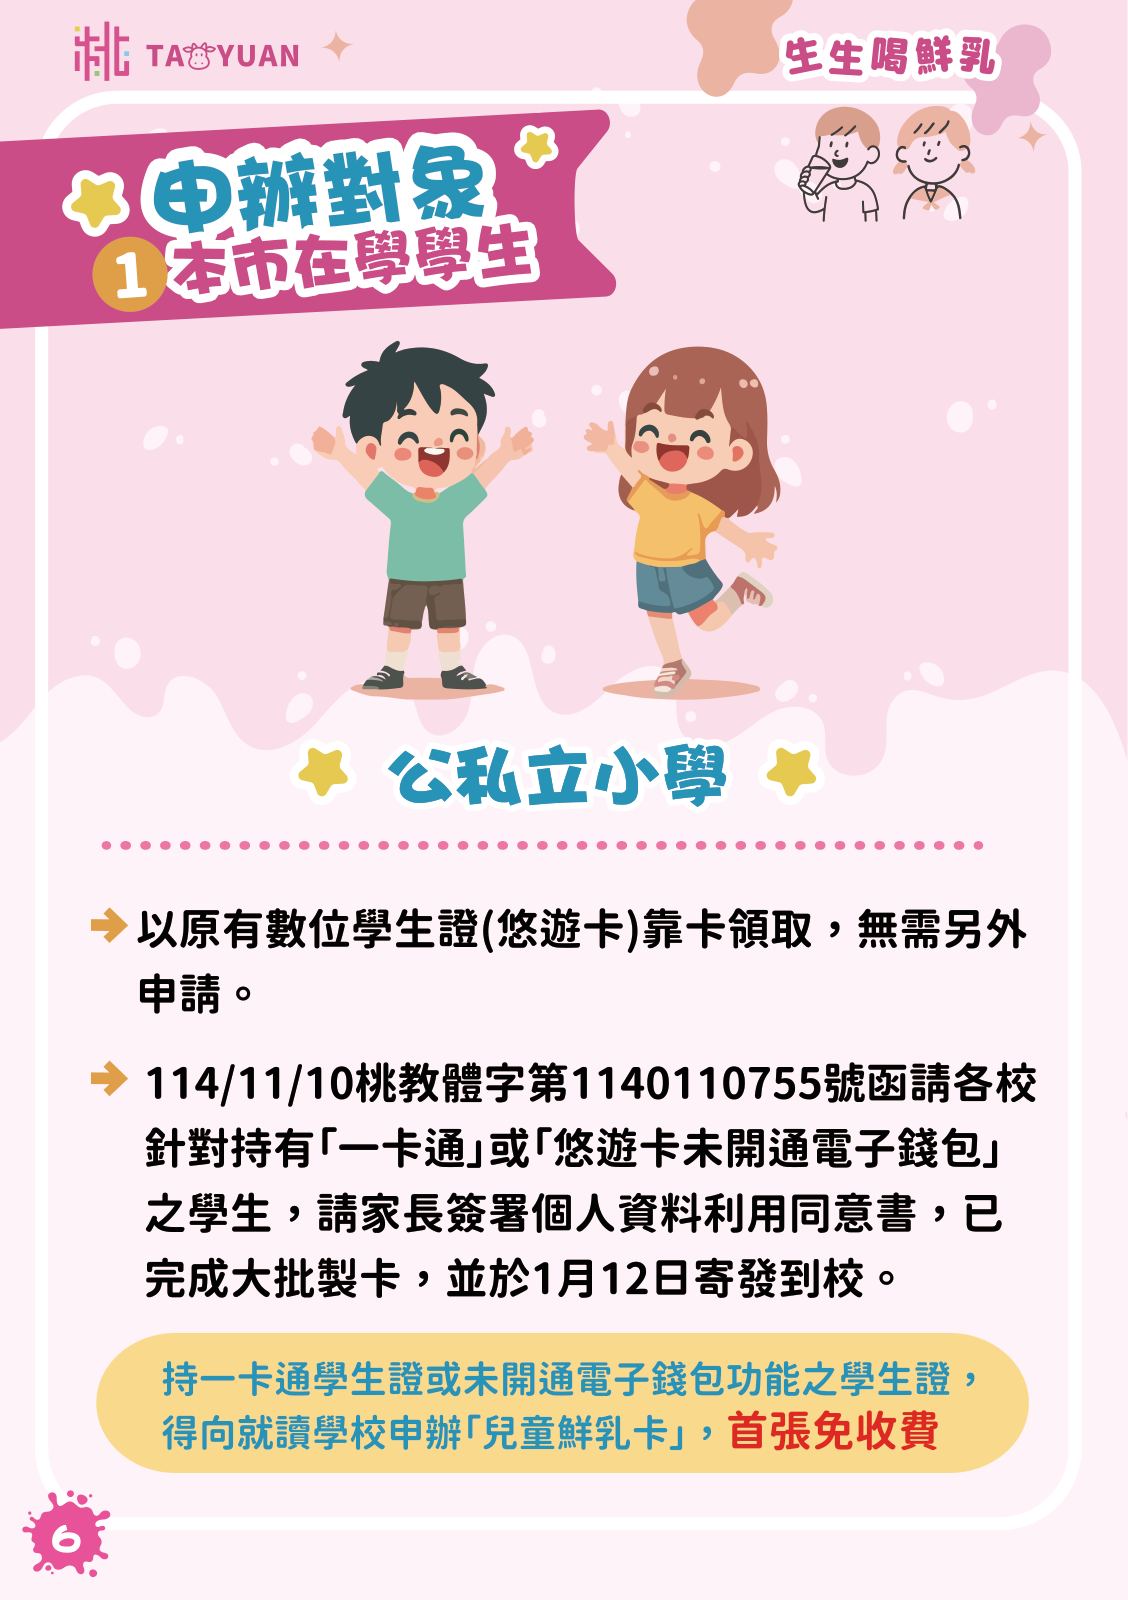 桃 TAOYUAN
生生喝鮮乳
申辦對象
1 本市在學學生
公私立小學
以原有數位學生證(悠遊卡)靠卡領取，無需另外
申請。
114/11/10桃教體字第1140110755號函請各校
針對持有「一卡通」或「悠遊卡未開通電子錢包」
之學生，請家長簽署個人資料利用同意書，已
完成大批製卡，並於1月12日寄發到校。
持一卡通學生證或未開通電子錢包功能之學生證，
得向就讀學校申辦「兒童鮮乳卡」，首張免收費
6